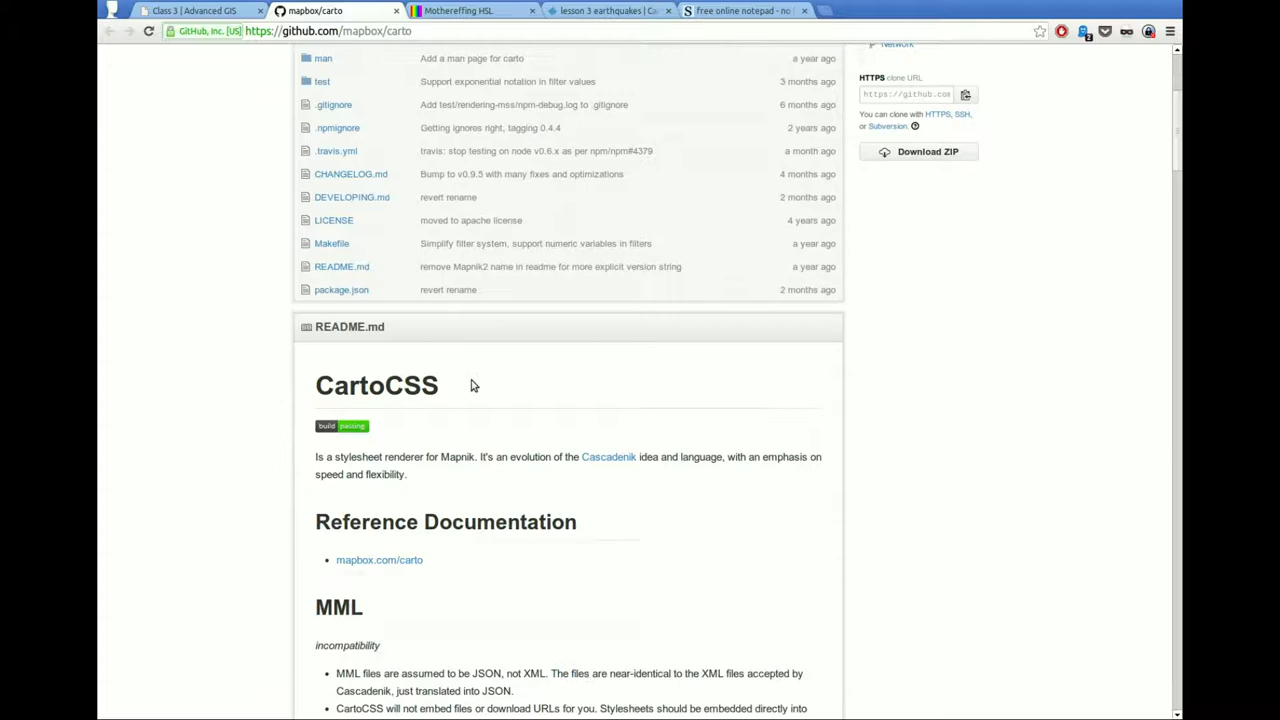 Class 3 | Advanced GIS
mapbox/carto
Mothereffing HSL
lesson 3 earthquakes | Ca
free online notepad - no
GitHub, Inc. [US]
https://github.com/mapbox/carto
2
Network
man Add a man page for carto a year ago
test Support exponential notation in filter values 3 months ago
.gitignore Add test/rendering-mss/npm-debug.log to .gitignore 6 months ago
.npmignore Getting ignores right, tagging 0.4.4 2 years ago
.travis.yml travis: stop testing on node v0.6.x as per npm/npm#4379 a month ago
CHANGELOG.md Bump to v0.9.5 with many fixes and optimizations 4 months ago
DEVELOPING.md revert rename 2 months ago
LICENSE moved to apache license 4 years ago
Makefile Simplify filter system, support numeric variables in filters a year ago
README.md remove Mapnik2 name in readme for more explicit version string a year ago
package.json revert rename 2 months ago
HTTPS clone URL
https://github.com
You can clone with HTTPS, SSH,
or Subversion.
Download ZIP
README.md
CartoCSS
build passing
Is a stylesheet renderer for Mapnik. It's an evolution of the Cascadenik idea and language, with an emphasis on
speed and flexibility.
Reference Documentation
• mapbox.com/carto
MML
incompatibility
• MML files are assumed to be JSON, not XML. The files are near-identical to the XML files accepted by
Cascadenik, just translated into JSON.
• CartoCSS will not embed files or download URLs for you. Stylesheets should be embedded directly into